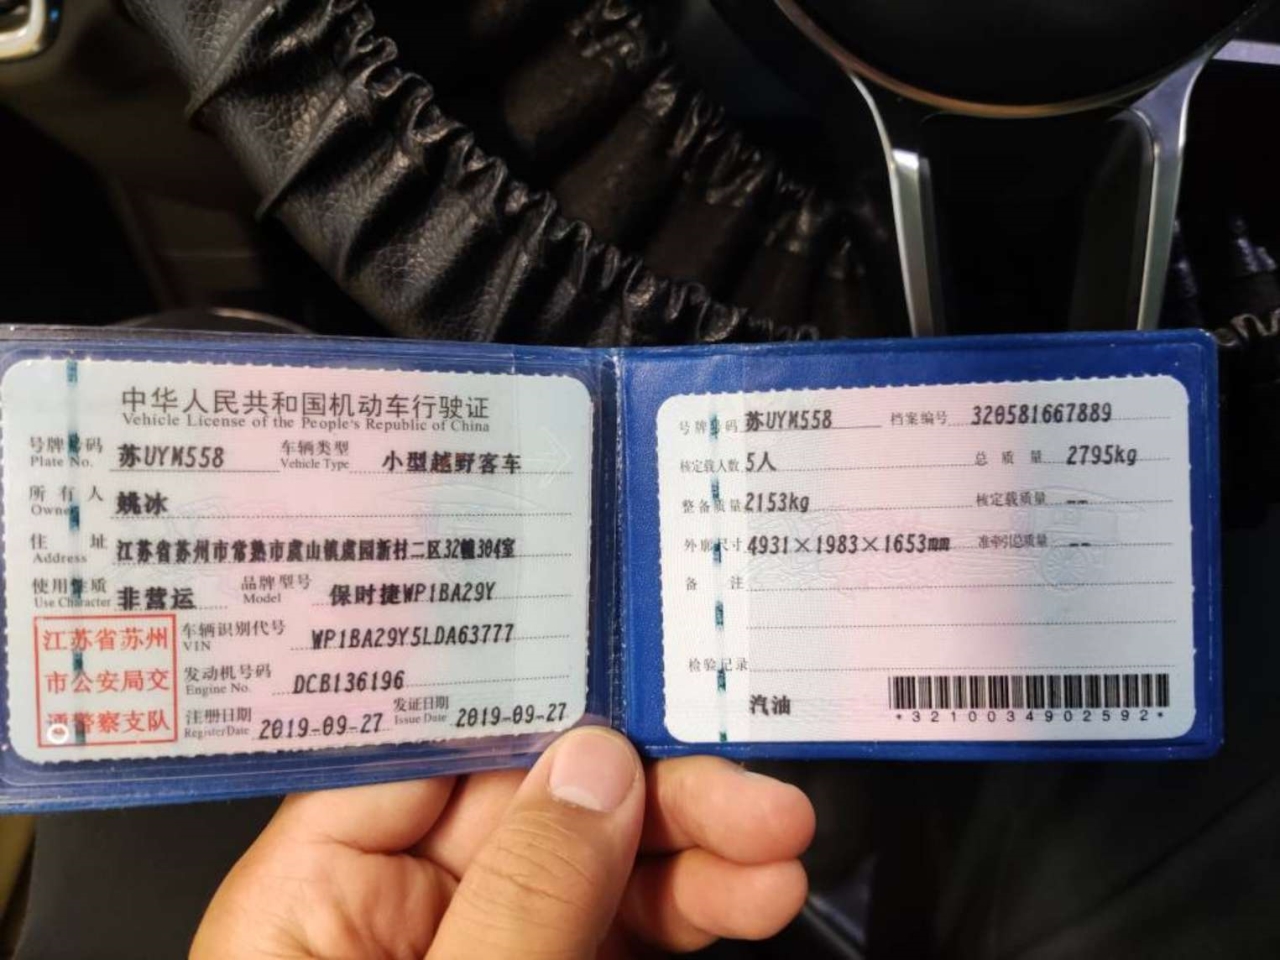 中华人民共和国机动车行驶证
Vehicle License of the People's Republic of China
号牌号码 苏UYM558 车辆类型 小型越野客车
Plate No. Vehicle Type
所有人 姚冰
Owner
住址 江苏省苏州市常熟市虞山镇虞园新村二区32幢304室
Address
使用性质 非营运 品牌型号 保时捷WP1BA29Y
Use Character Model
江苏省苏州
市公安局交
通警察支队
车辆识别代号 WP1BA29Y5LDA63777
VIN
发动机号码 DCB136196
Engine No.
注册日期 2019-09-27 发证日期 2019-09-27
Register Date Issue Date
号牌号码 苏UYM558 档案编号 320581667889
核定载人数 5人 总质量 2795kg
整备质量 2153kg 核定载质量 --
外廓尺寸 4931×1983×1653mm 准牵引总质量 --
备注
检验记录
汽油
*3210034902592*